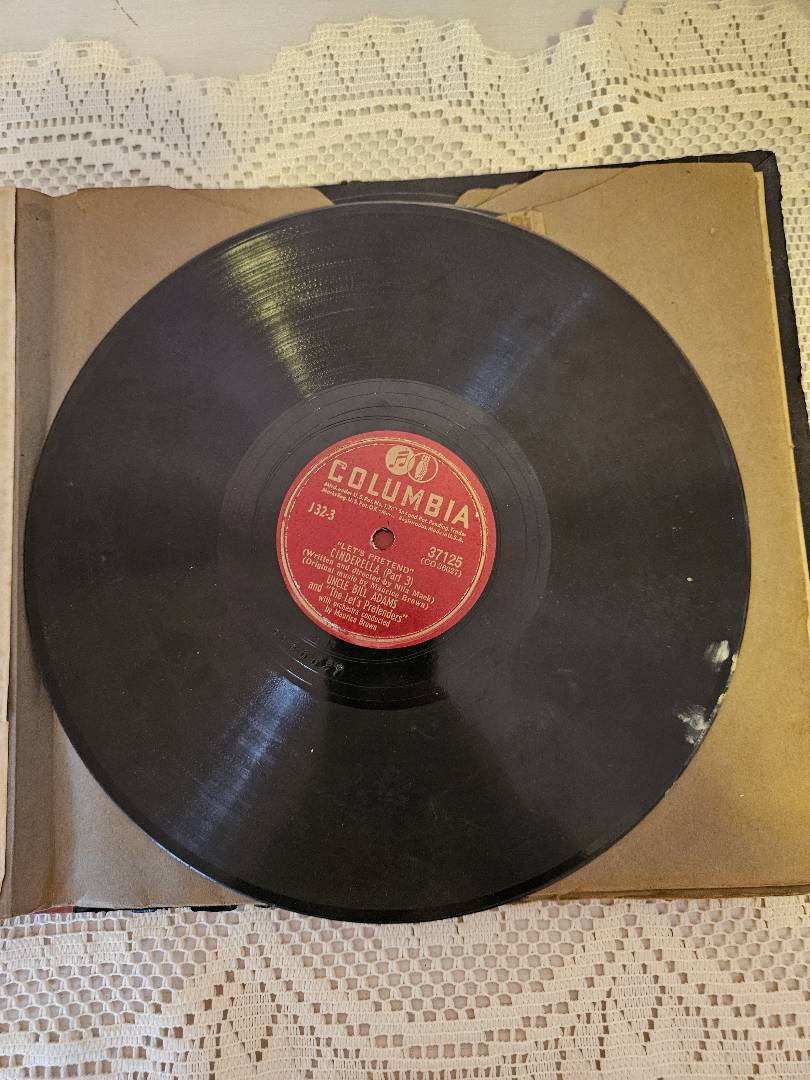 COLUMBIA
J 32-3
37125
(CO 36027)
"LET'S PRETEND"
CINDERELLA (Part 3)
(Written and directed by Nila Mack)
(Original music by Maurice Brown)
UNCLE BILL ADAMS
and "The Let's Pretenders"
with orchestra conducted
by Maurice Brown